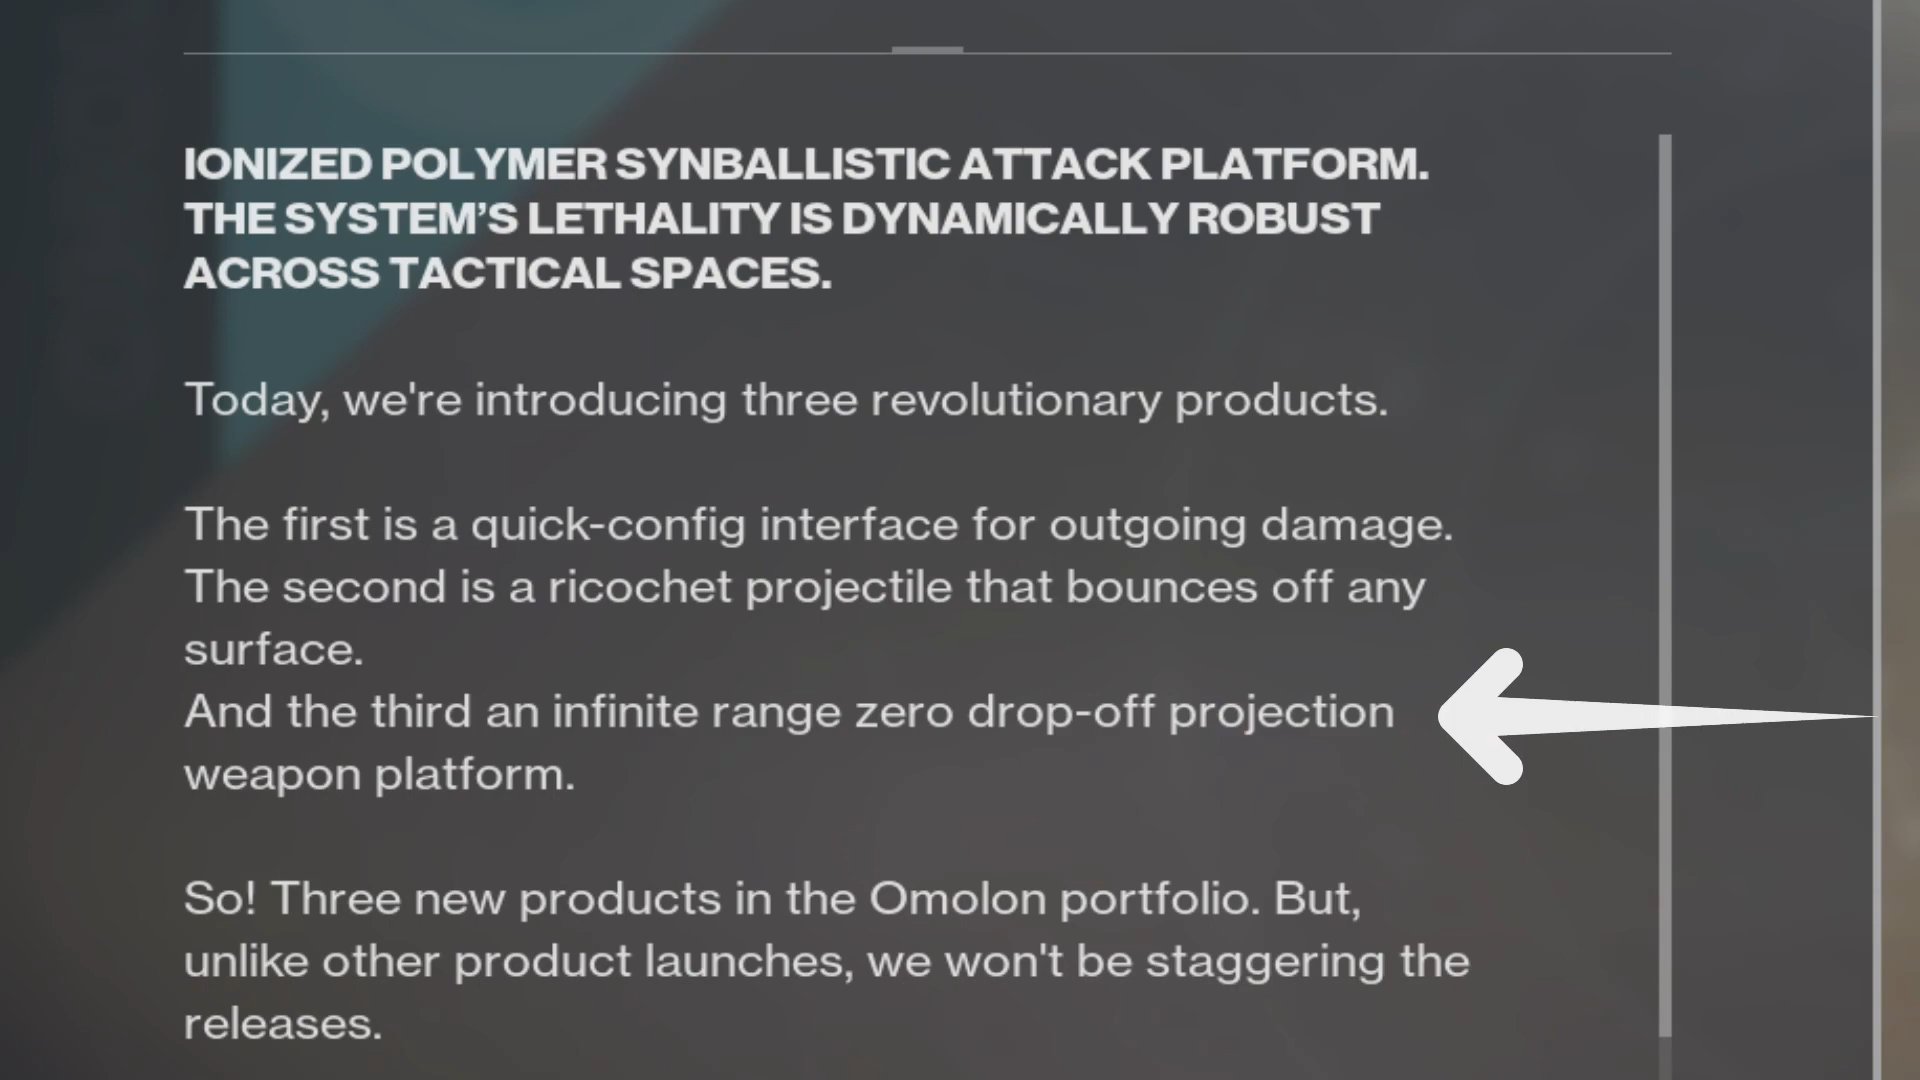 IONIZED POLYMER SYNBALLISTIC ATTACK PLATFORM.
THE SYSTEM’S LETHALITY IS DYNAMICALLY ROBUST
ACROSS TACTICAL SPACES.
Today, we're introducing three revolutionary products.
The first is a quick-config interface for outgoing damage.
The second is a ricochet projectile that bounces off any
surface.
And the third an infinite range zero drop-off projection
weapon platform.
So! Three new products in the Omolon portfolio. But,
unlike other product launches, we won't be staggering the
releases.